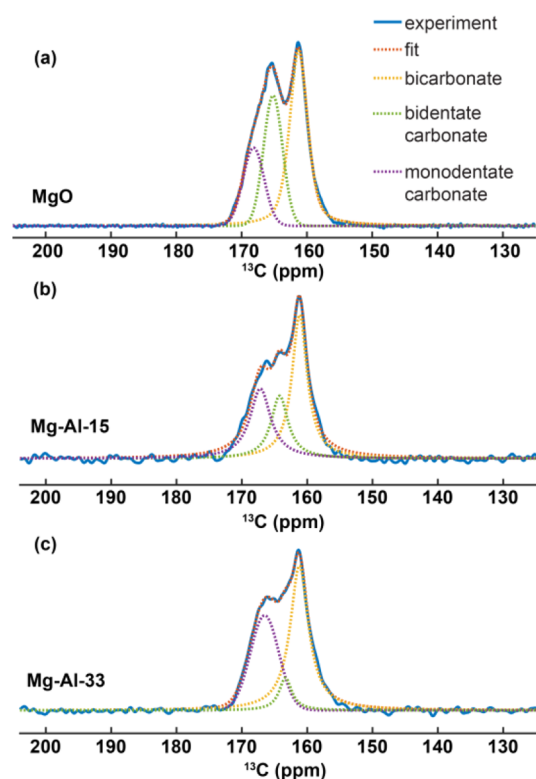 (a)
experiment
fit
bicarbonate
bidentate
carbonate
monodentate
carbonate
MgO
200 190 180 170 160 150 140 130
¹³C (ppm)
(b)
Mg-Al-15
200 190 180 170 160 150 140 130
¹³C (ppm)
(c)
Mg-Al-33
200 190 180 170 160 150 140 130
¹³C (ppm)